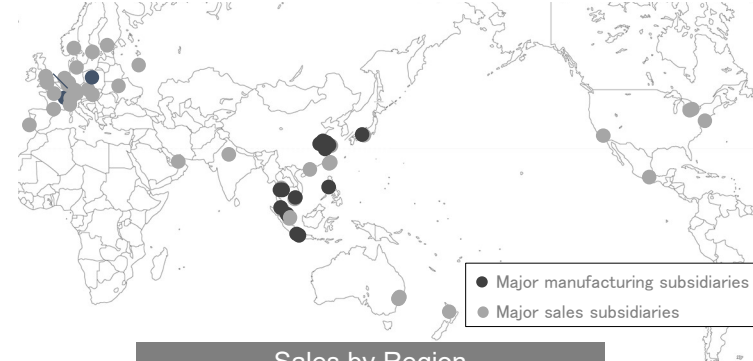 Major manufacturing subsidiaries
Major sales subsidiaries
Sales by Region